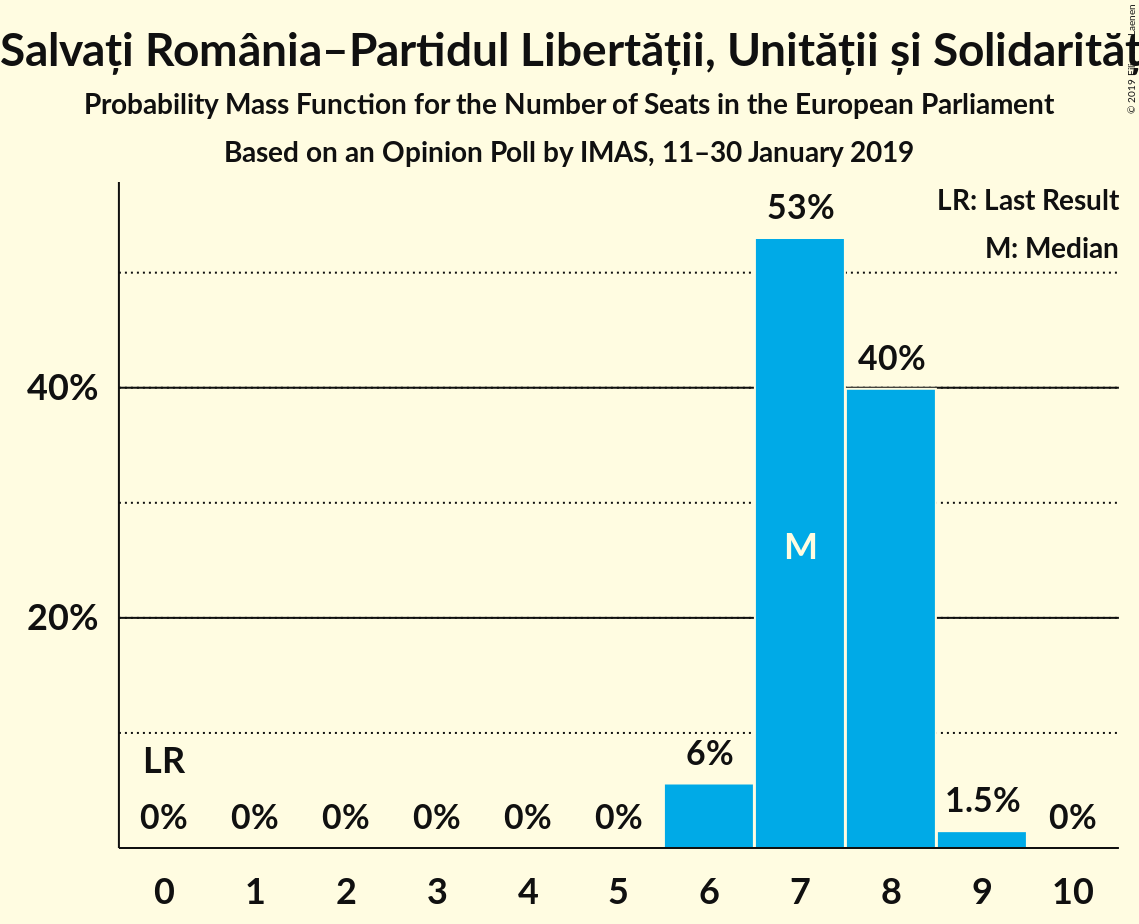 Salvați România–Partidul Libertății, Unității și Solidarităț
Probability Mass Function for the Number of Seats in the European Parliament
Based on an Opinion Poll by IMAS, 11–30 January 2019
© 2019
Laenen
LR: Last Result
M: Median
53%
40%
40%
M
20%
6%
LR
1.5%
0% 0% 0% 0% 0% 0% 0%
0 1 2 3 4 5 6 7 8 9 10